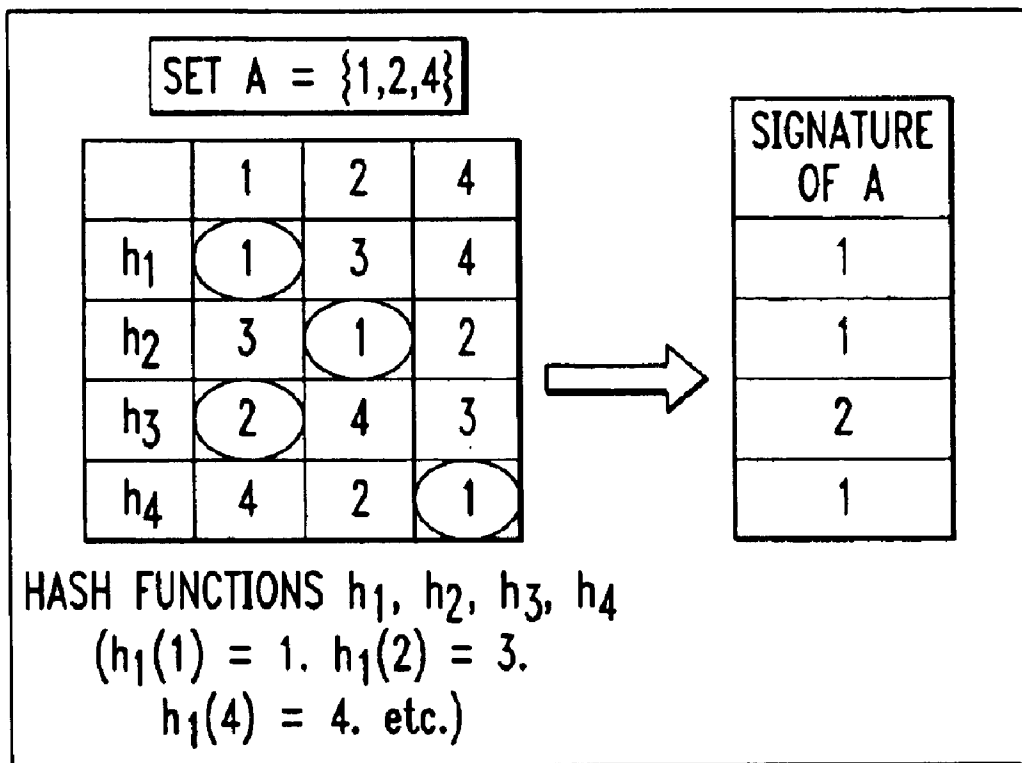 SET A = {1,2,4}
1 2 4
h1 1 3 4
h2 3 1 2
h3 2 4 3
h4 4 2 1
SIGNATURE
OF A
1
1
2
1
HASH FUNCTIONS h1, h2, h3, h4
(h1(1) = 1. h1(2) = 3.
h1(4) = 4. etc.)